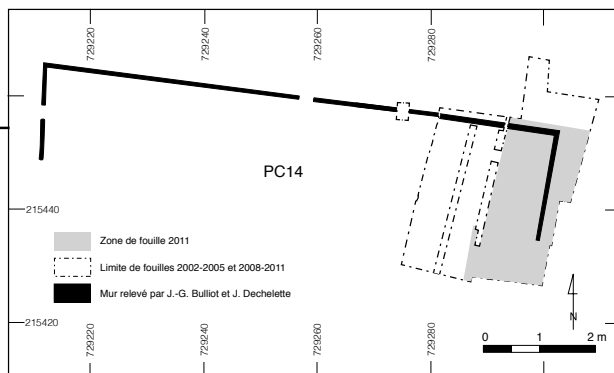 729220 729240 729260 729280
PC14
215440
Zone de fouille 2011
Limite de fouilles 2002-2005 et 2008-2011
Mur relevé par J.-G. Bulliot et J. Dechelette
N
215420
0 1 2 m
729220 729240 729260 729280